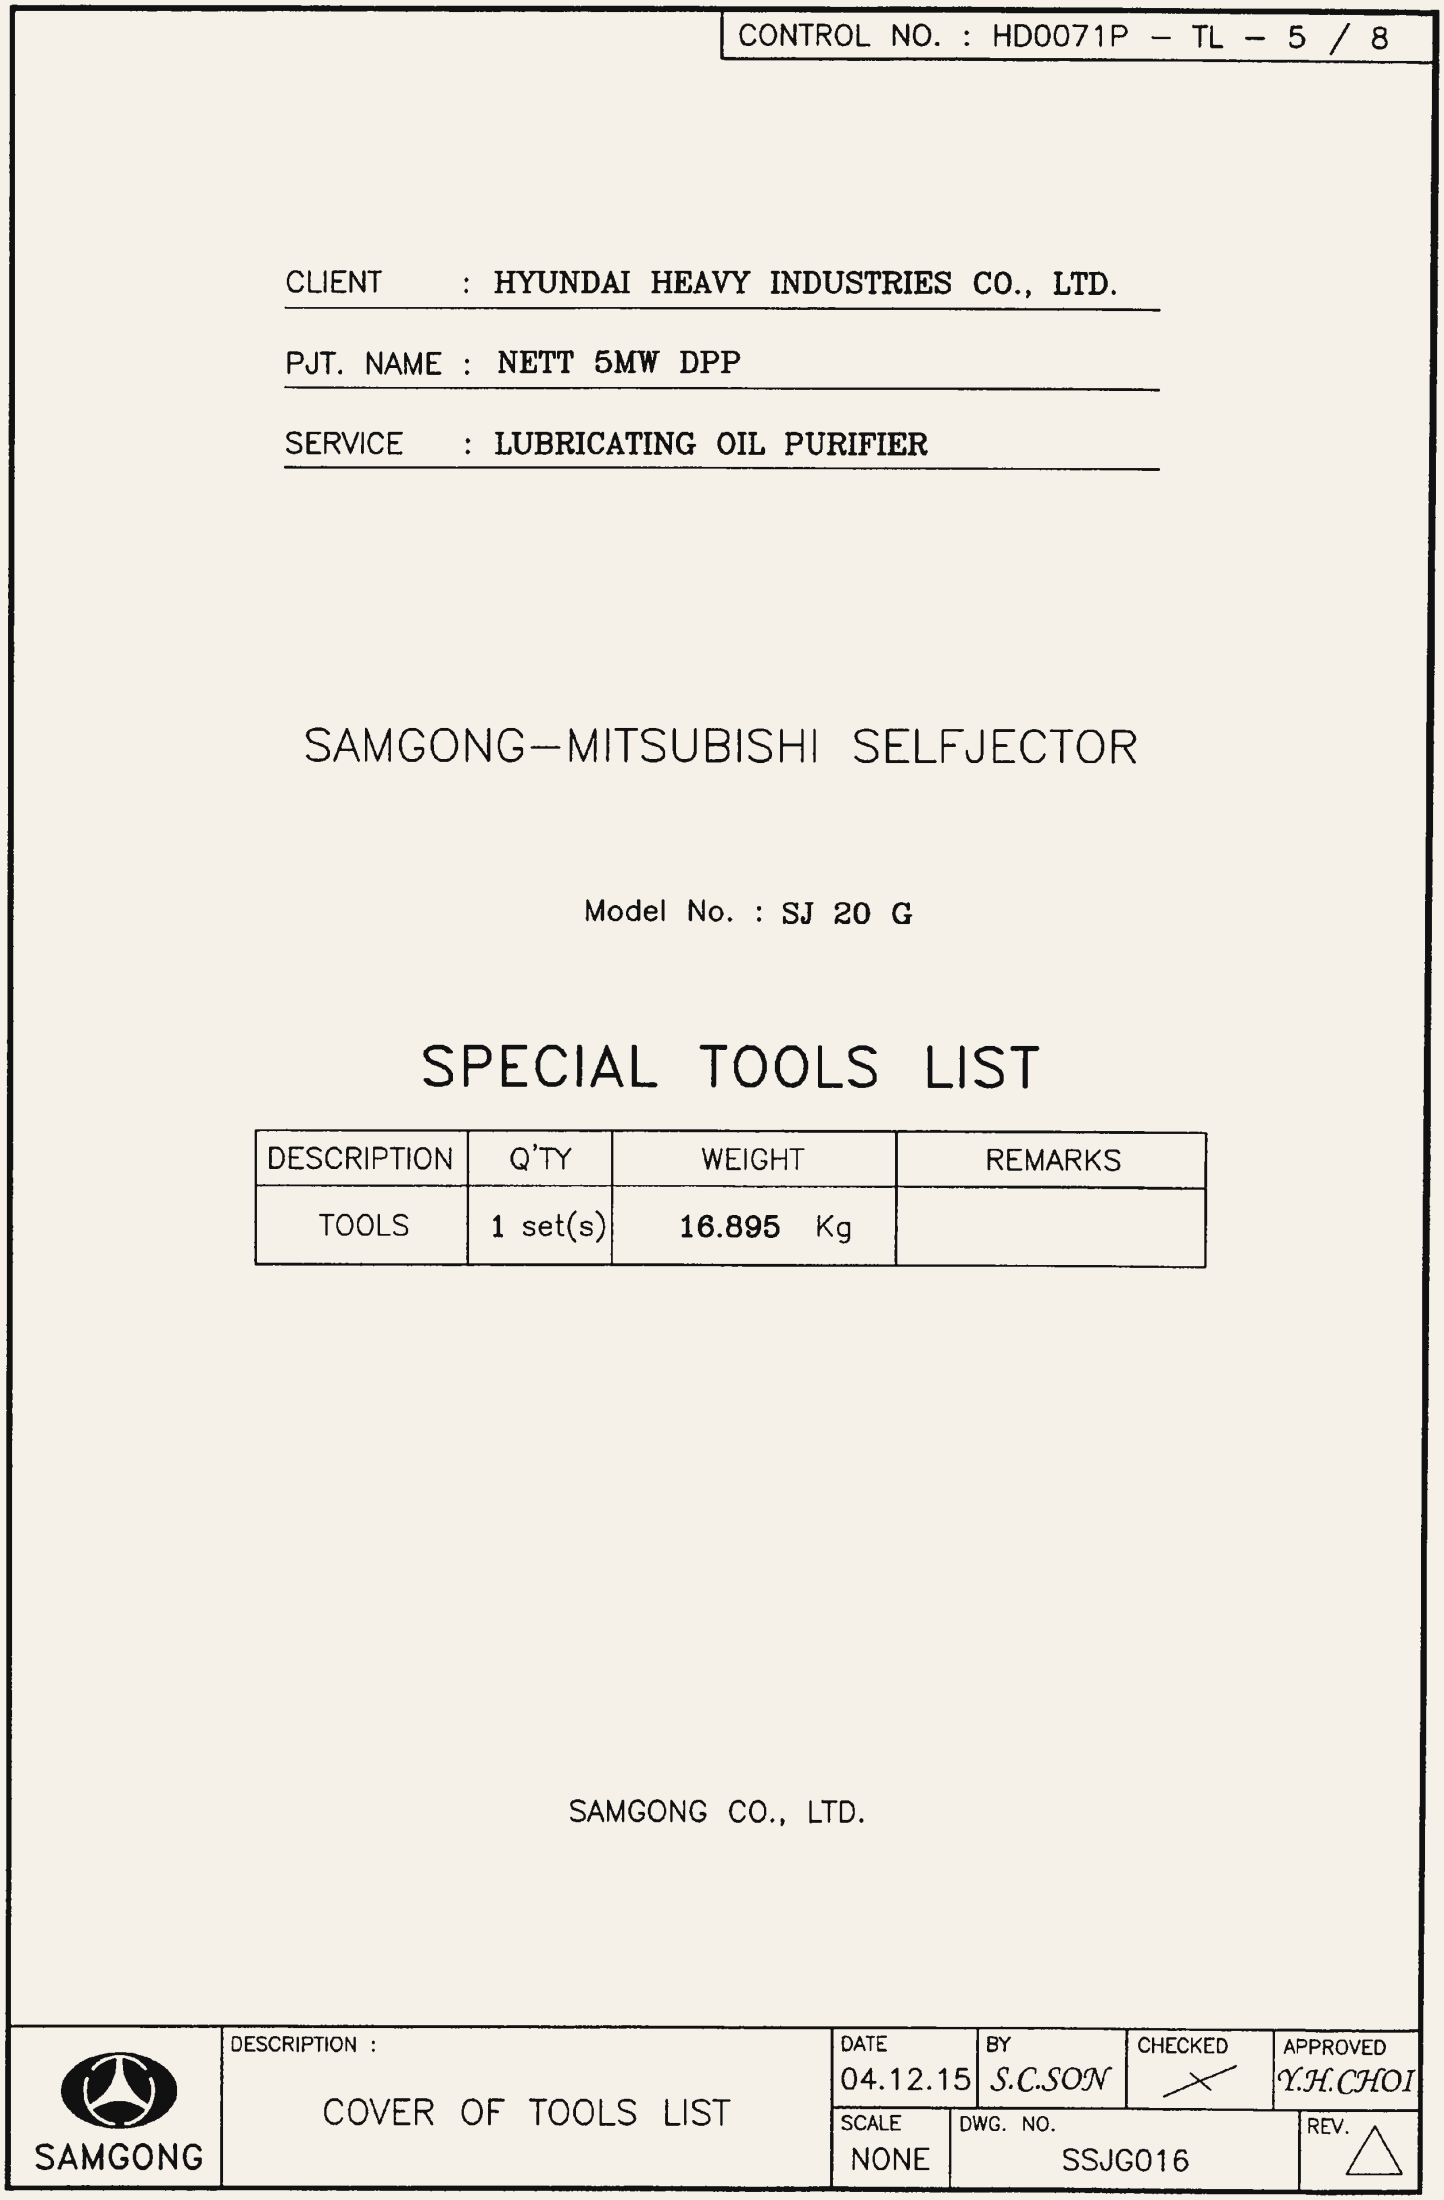 CONTROL NO. : HD0071P – TL – 5 / 8
CLIENT : HYUNDAI HEAVY INDUSTRIES CO., LTD.
PJT. NAME : NETT 5MW DPP
SERVICE : LUBRICATING OIL PURIFIER
SAMGONG–MITSUBISHI SELFJECTOR
Model No. : SJ 20 G
SPECIAL TOOLS LIST
DESCRIPTION Q'TY WEIGHT REMARKS
TOOLS 1 set(s) 16.895 Kg
SAMGONG CO., LTD.
SAMGONG
DESCRIPTION :
COVER OF TOOLS LIST
DATE BY CHECKED APPROVED
04.12.15 S.C.SON Y.H.CHOI
SCALE DWG. NO. REV.
NONE SSJG016